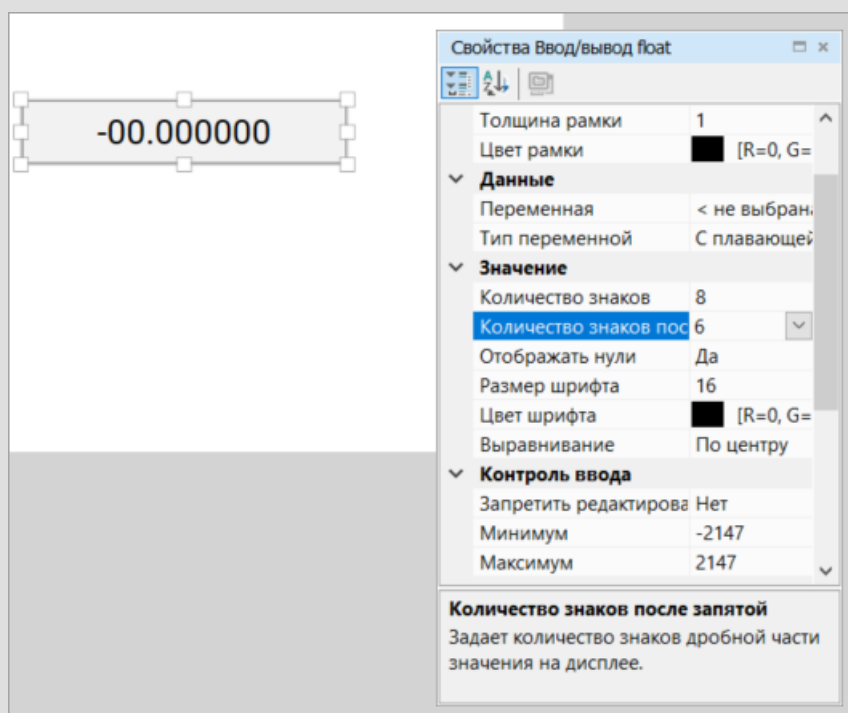 Свойства Ввод/вывод float
-00.000000
Толщина рамки 1
Цвет рамки [R=0, G=
Данные
Переменная < не выбрана
Тип переменной С плавающей
Значение
Количество знаков 8
Количество знаков пос 6
Отображать нули Да
Размер шрифта 16
Цвет шрифта [R=0, G=
Выравнивание По центру
Контроль ввода
Запретить редактирова Нет
Минимум -2147
Максимум 2147
Количество знаков после запятой
Задает количество знаков дробной части
значения на дисплее.